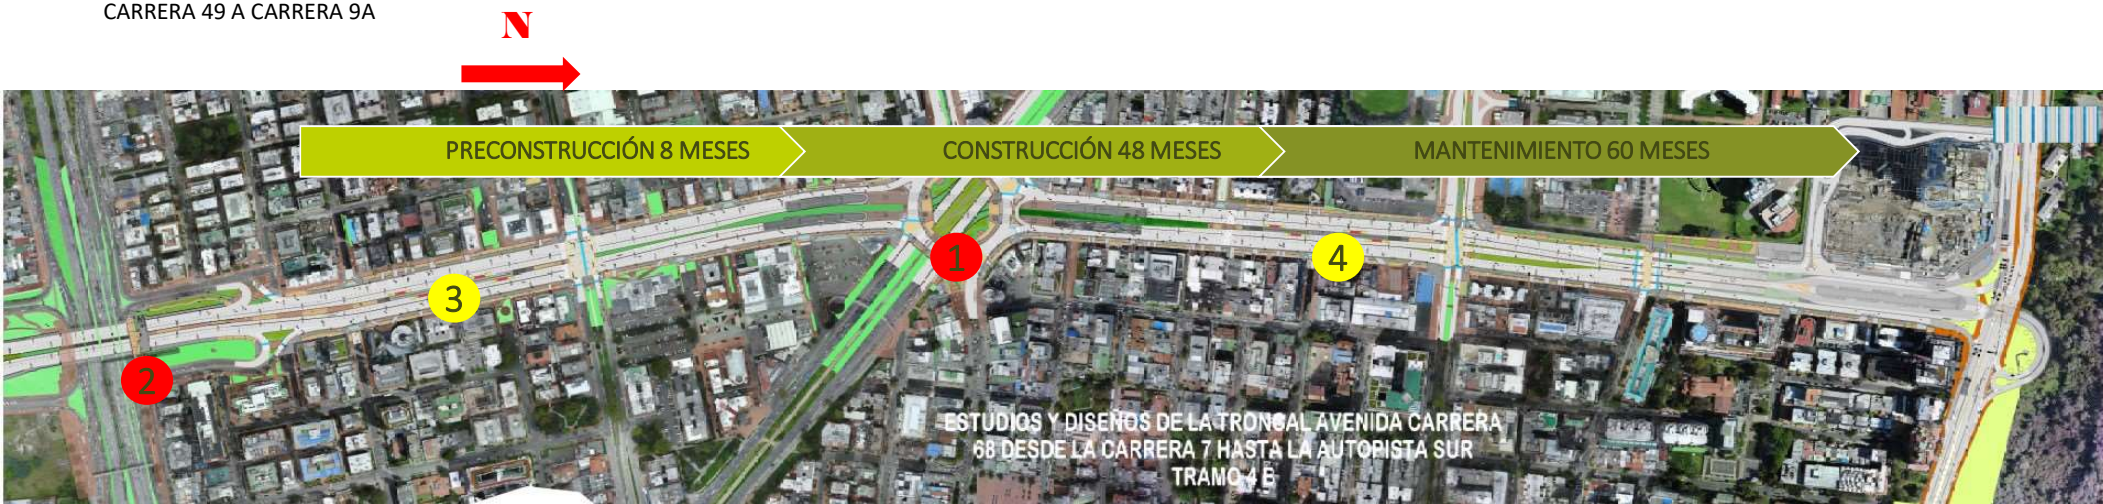 CARRERA 49 A CARRERA 9A
N
PRECONSTRUCCIÓN 8 MESES
CONSTRUCCIÓN 48 MESES
MANTENIMIENTO 60 MESES
1
4
3
2
ESTUDIOS Y DISEÑOS DE LA TRONCAL AVENIDA CARRERA
68 DESDE LA CARRERA 7 HASTA LA AUTOPISTA SUR
TRAMO 4 B